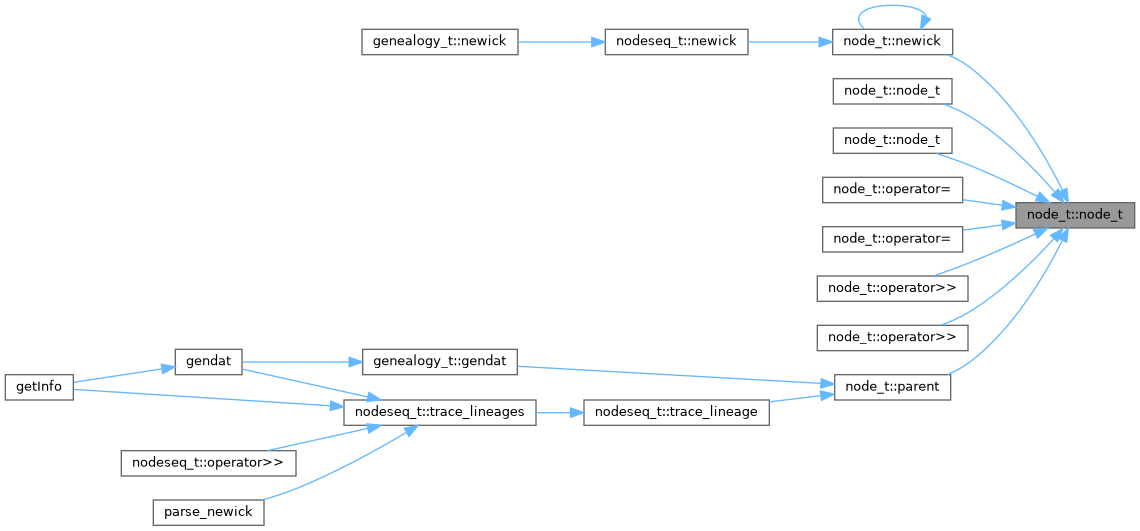 genealogy_t::newick
nodeseq_t::newick
node_t::newick
node_t::node_t
node_t::node_t
node_t::operator=
node_t::node_t
node_t::operator=
node_t::operator>>
node_t::operator>>
gendat
genealogy_t::gendat
getInfo
node_t::parent
nodeseq_t::trace_lineages
nodeseq_t::trace_lineage
nodeseq_t::operator>>
parse_newick